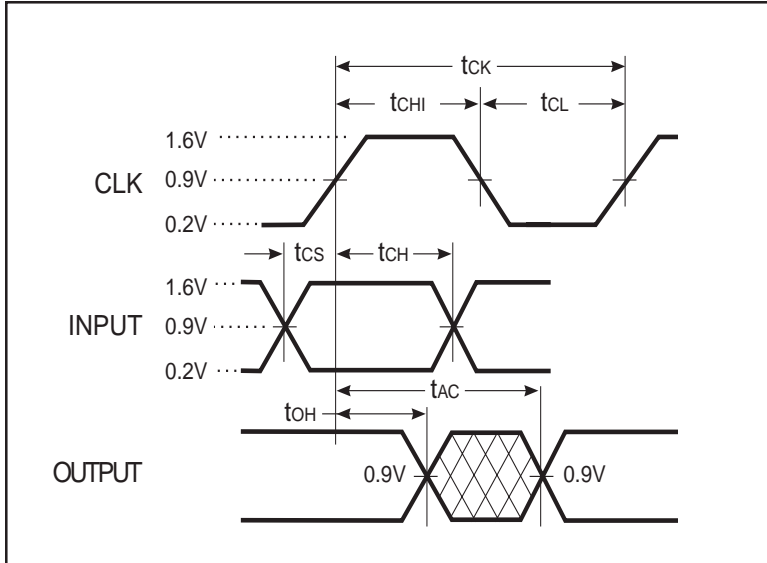 tCK
tCHI tCL
1.6V
CLK 0.9V
0.2V
tCS tCH
1.6V
INPUT 0.9V
0.2V
tAC
tOH
OUTPUT 0.9V 0.9V